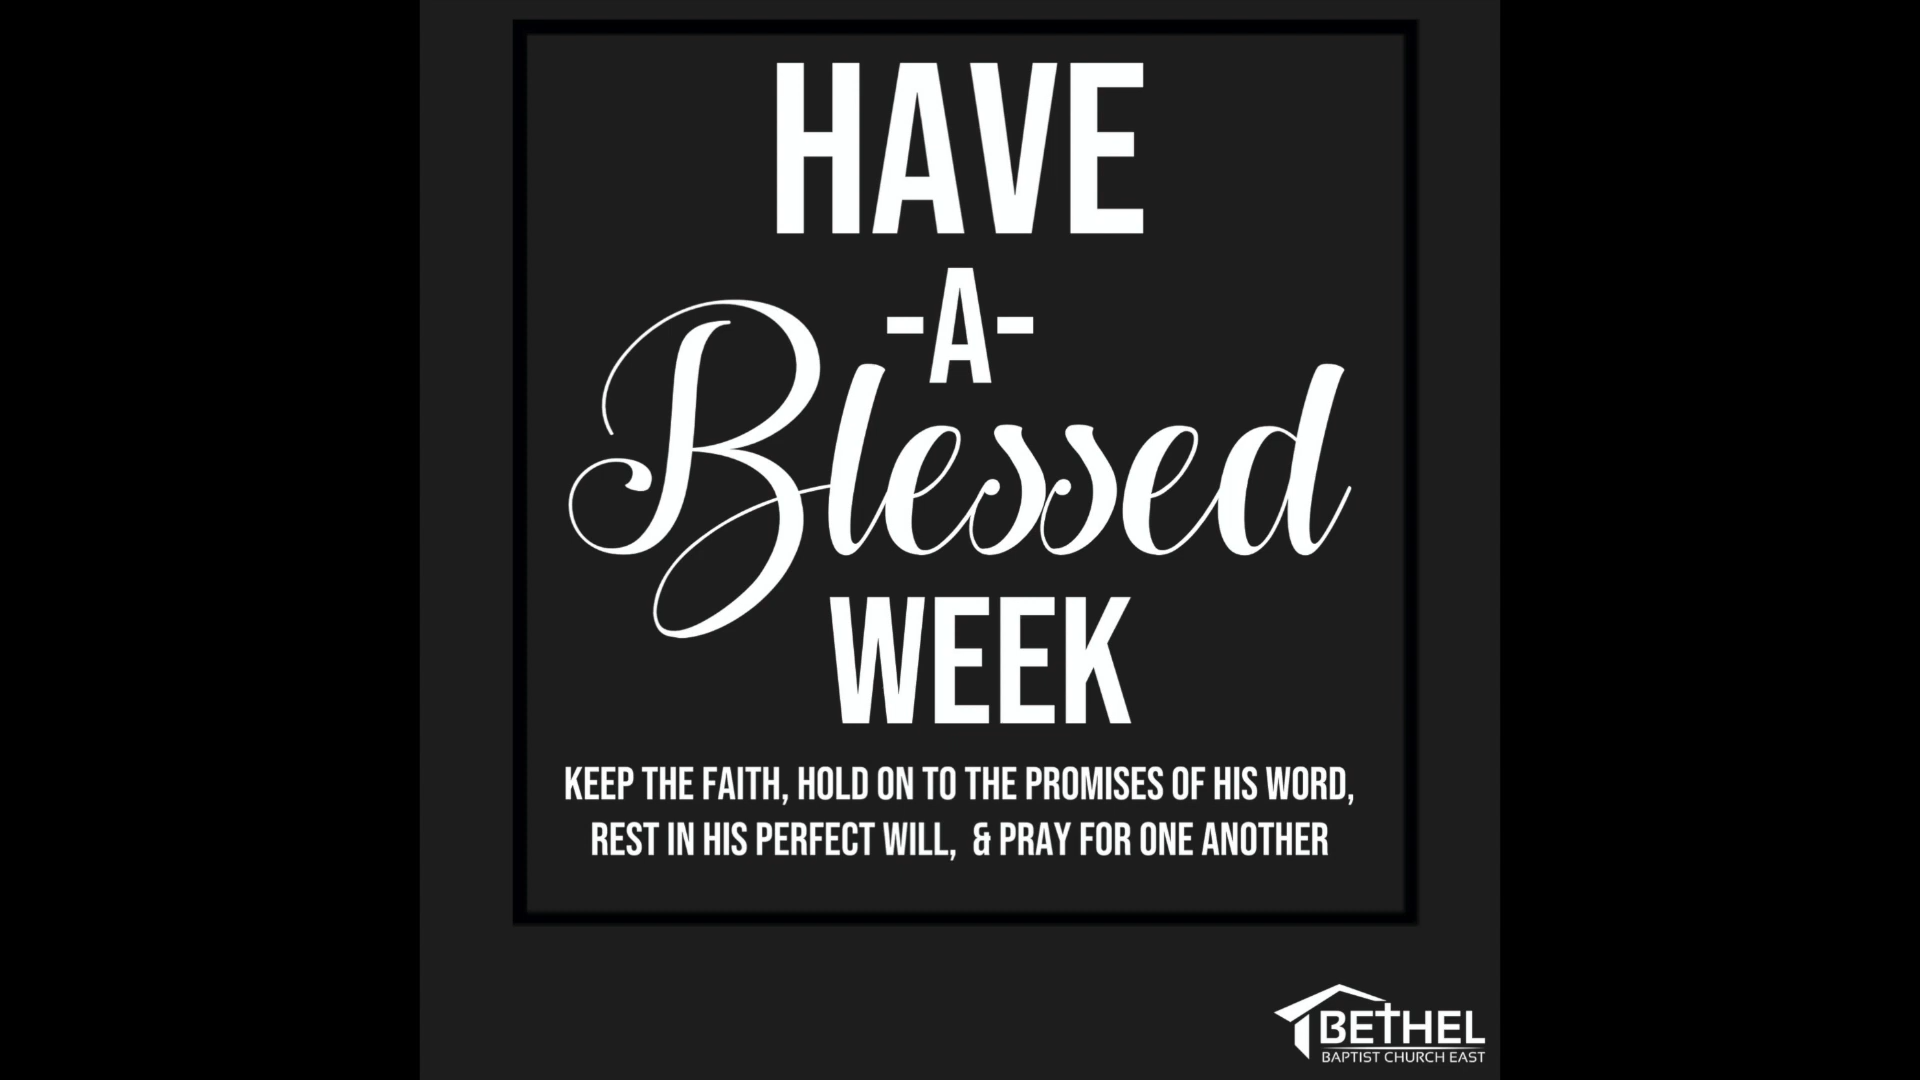 HAVE
-A-
Blessed
WEEK
KEEP THE FAITH, HOLD ON TO THE PROMISES OF HIS WORD,
REST IN HIS PERFECT WILL, & PRAY FOR ONE ANOTHER
BETHEL
BAPTIST CHURCH EAST